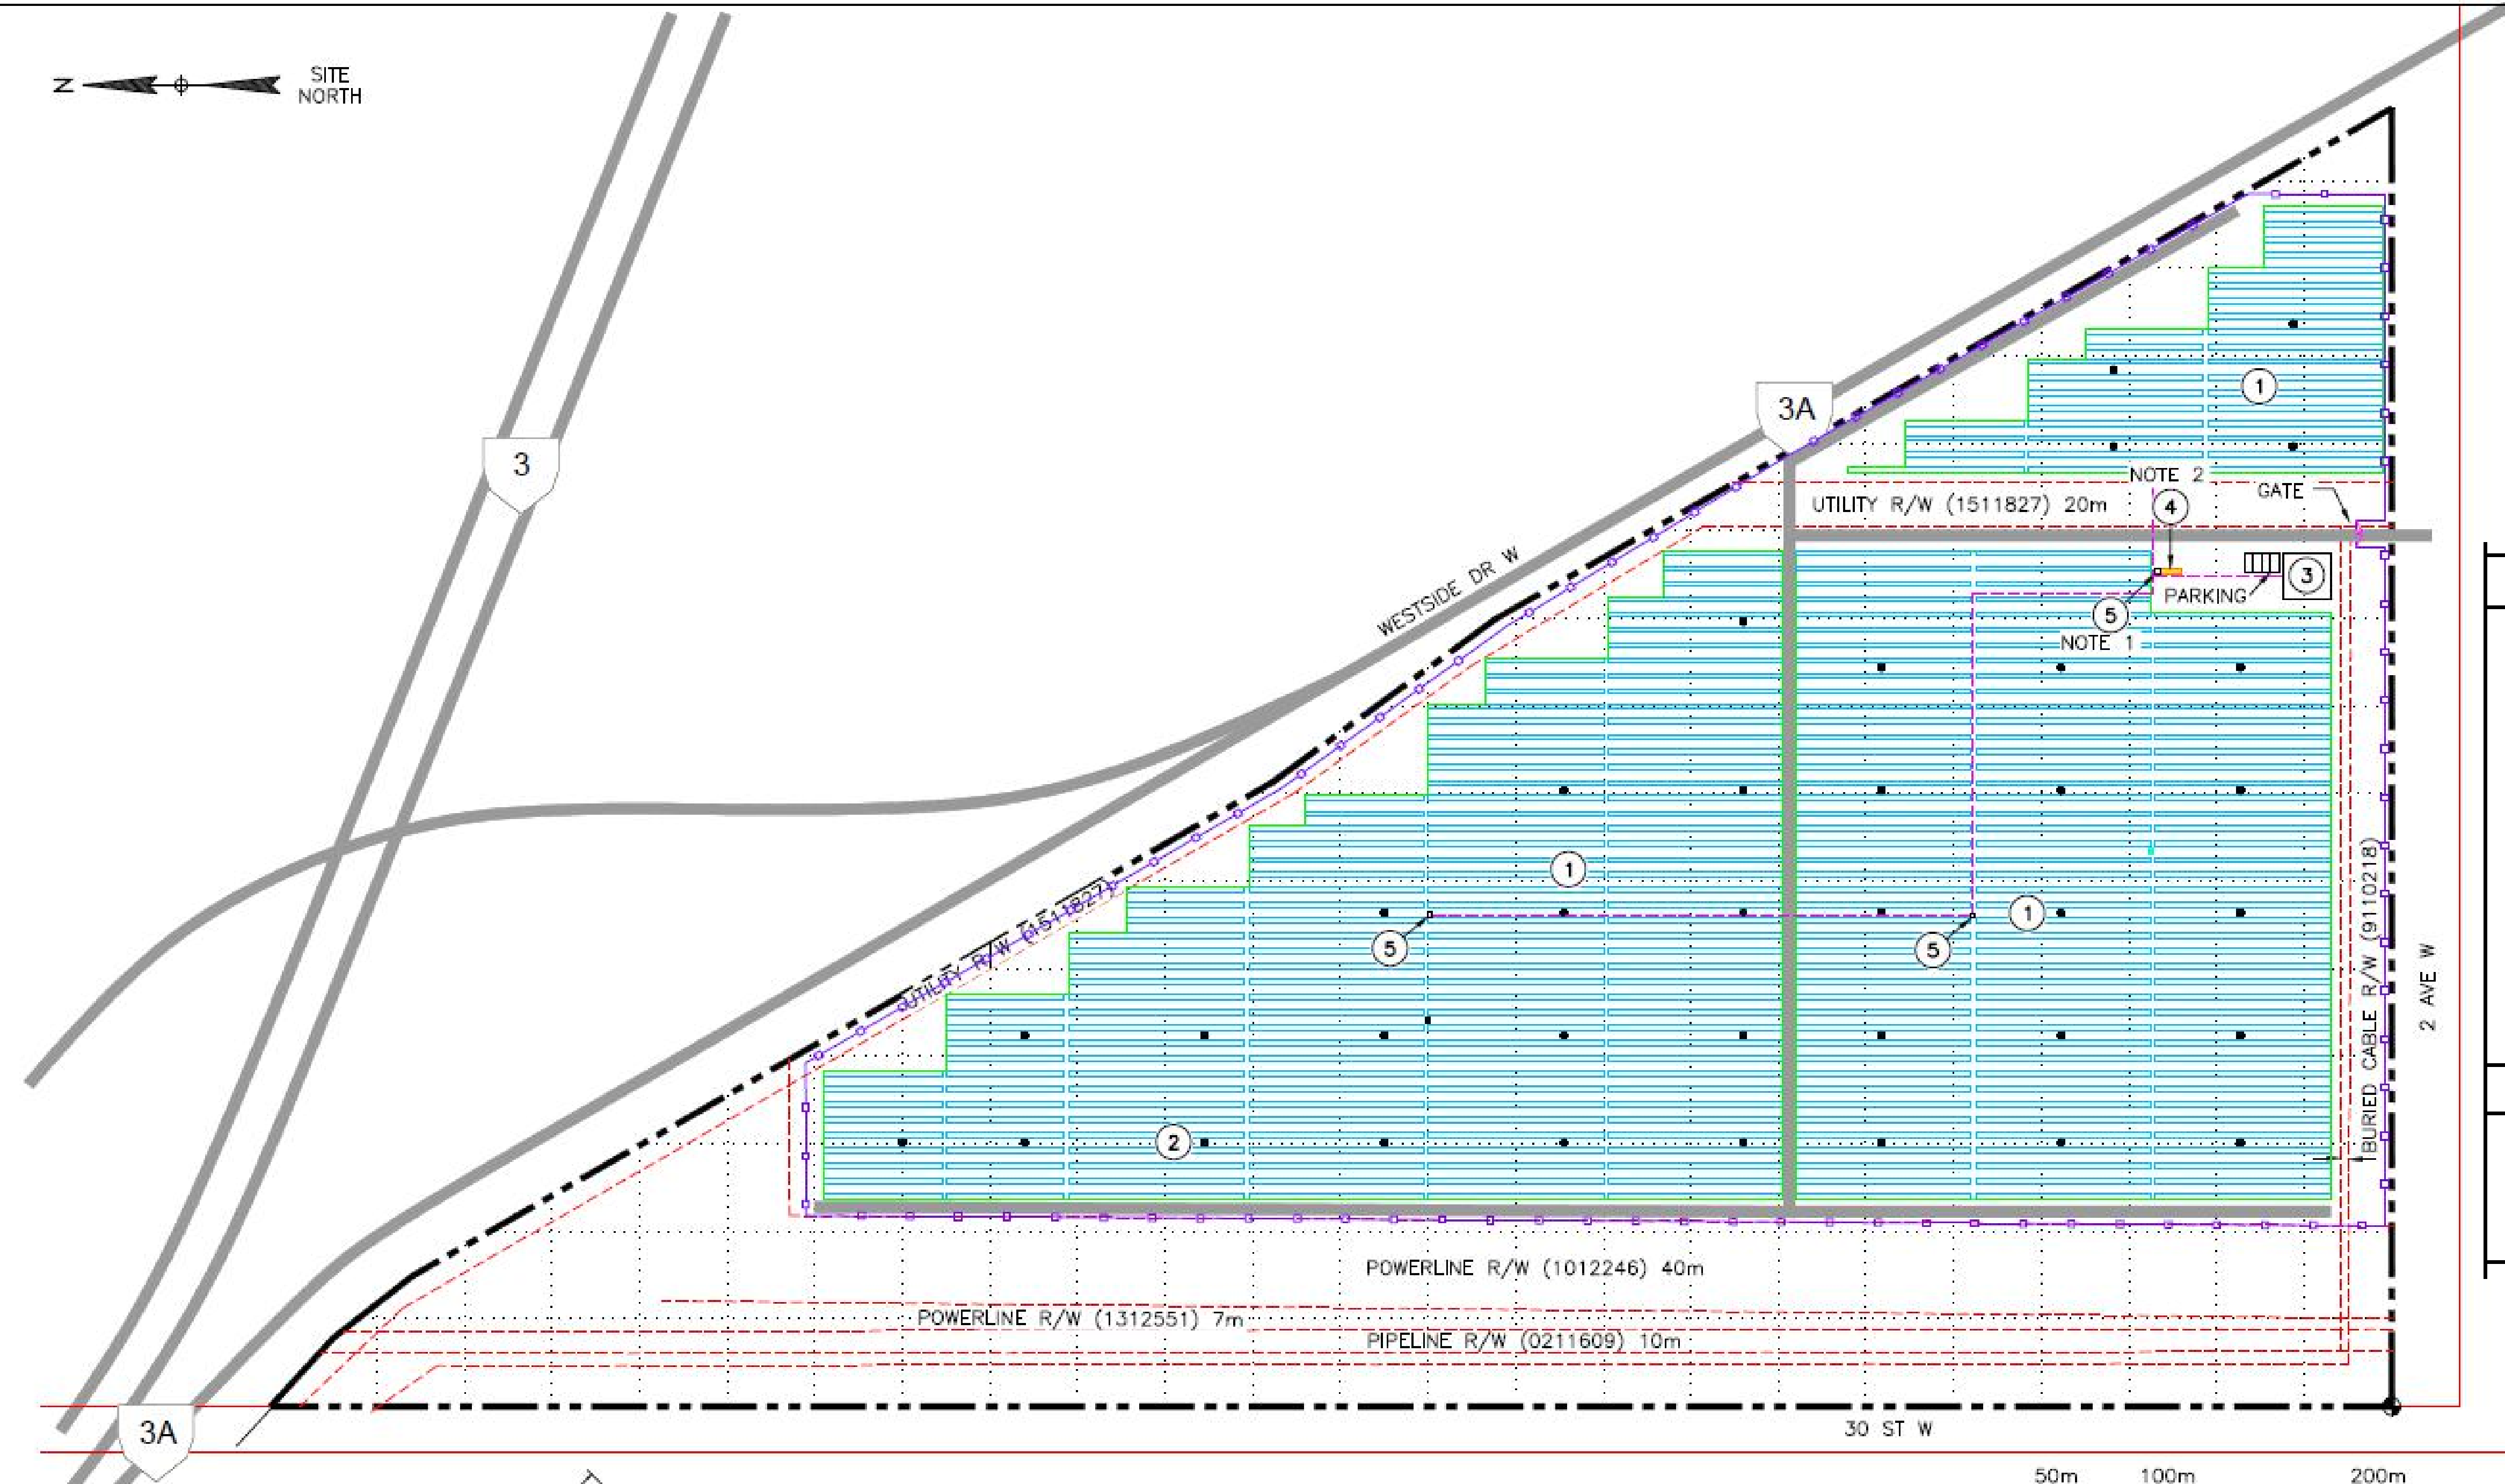 N
SITE
NORTH
3
3A
1
NOTE 2
UTILITY R/W (1511827) 20m
GATE
4
WESTSIDE DR W
3
PARKING
5
NOTE 1
1
1
5
5
UTILITY R/W (1511827)
BURIED CABLE R/W (9110218)
2 AVE W
2
POWERLINE R/W (1012246) 40m
POWERLINE R/W (1312551) 7m
PIPELINE R/W (0211609) 10m
3A
30 ST W
50m 100m 200m